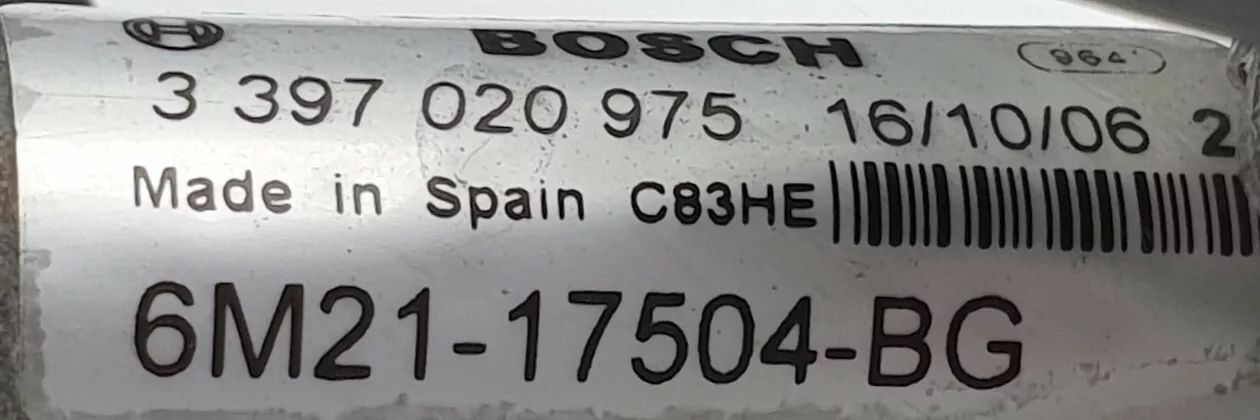 BOSCH 964
3 397 020 975 16/10/06 2
Made in Spain C83HE
6M21-17504-BG